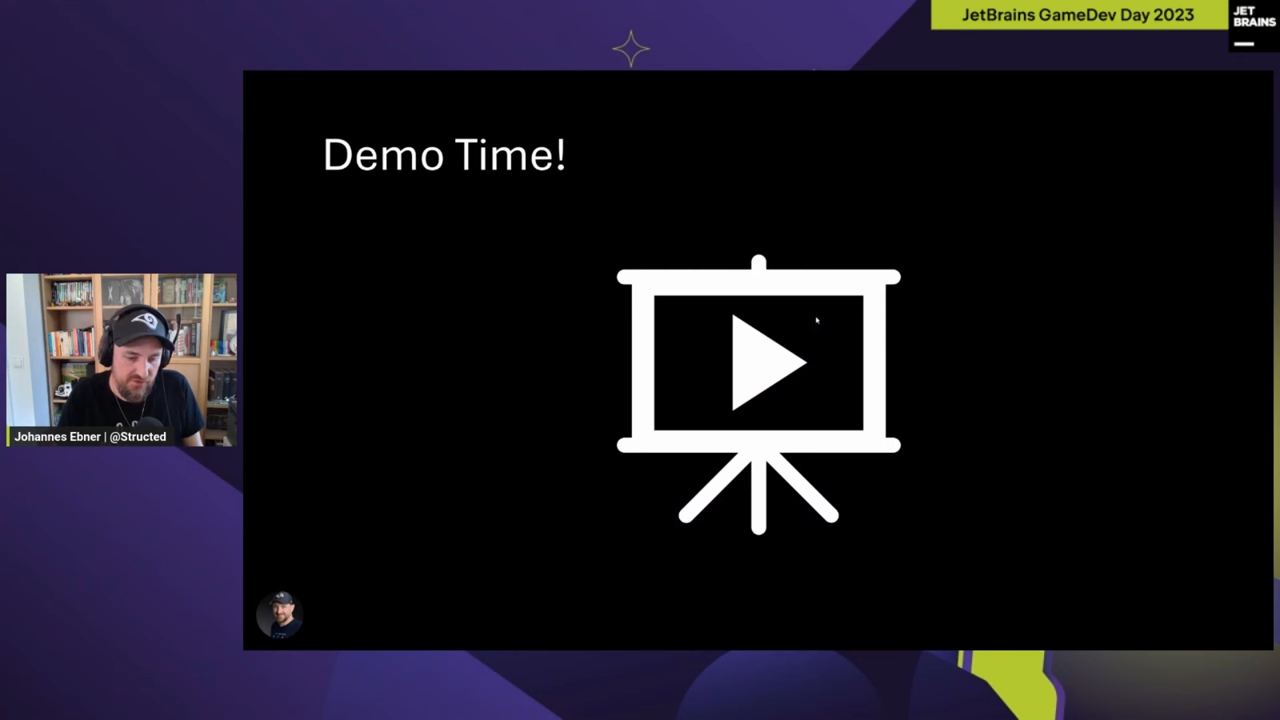 JetBrains GameDev Day 2023
JET
BRAINS
Demo Time!
Johannes Ebner | @Structed